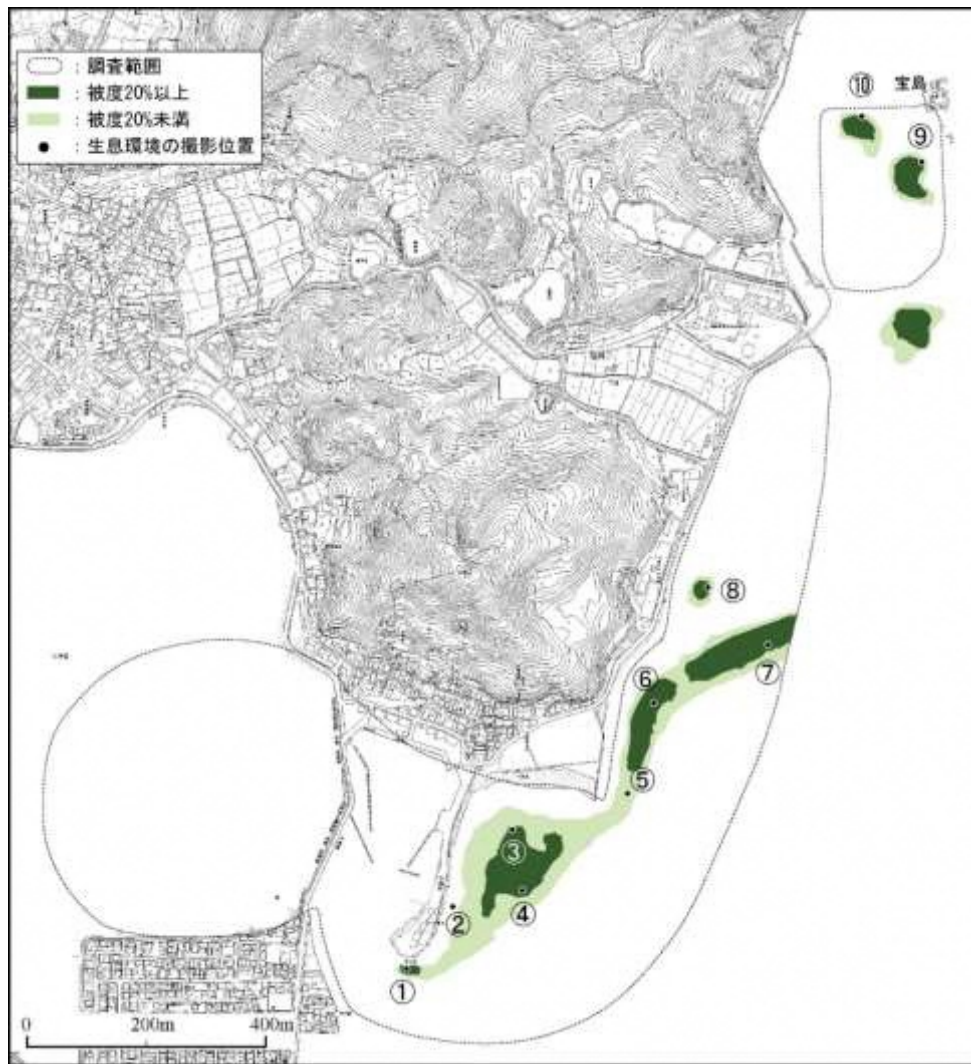 ：調査範囲
：被度20%以上
：被度20%未満
：生息環境の撮影位置
宝島
⑩
⑨
⑧
⑦
⑥
⑤
③
④
②
①
0 200m 400m